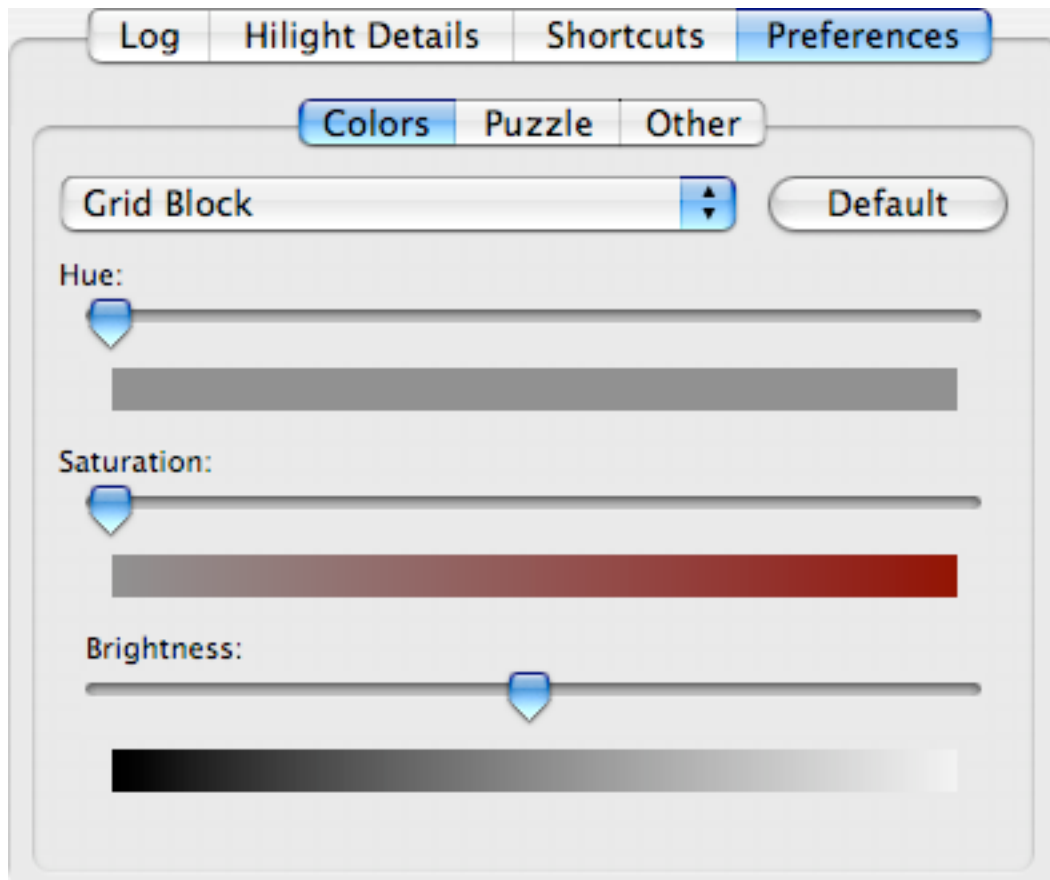 Log Hilight Details Shortcuts Preferences
Colors Puzzle Other
Grid Block Default
Hue:
Saturation:
Brightness: